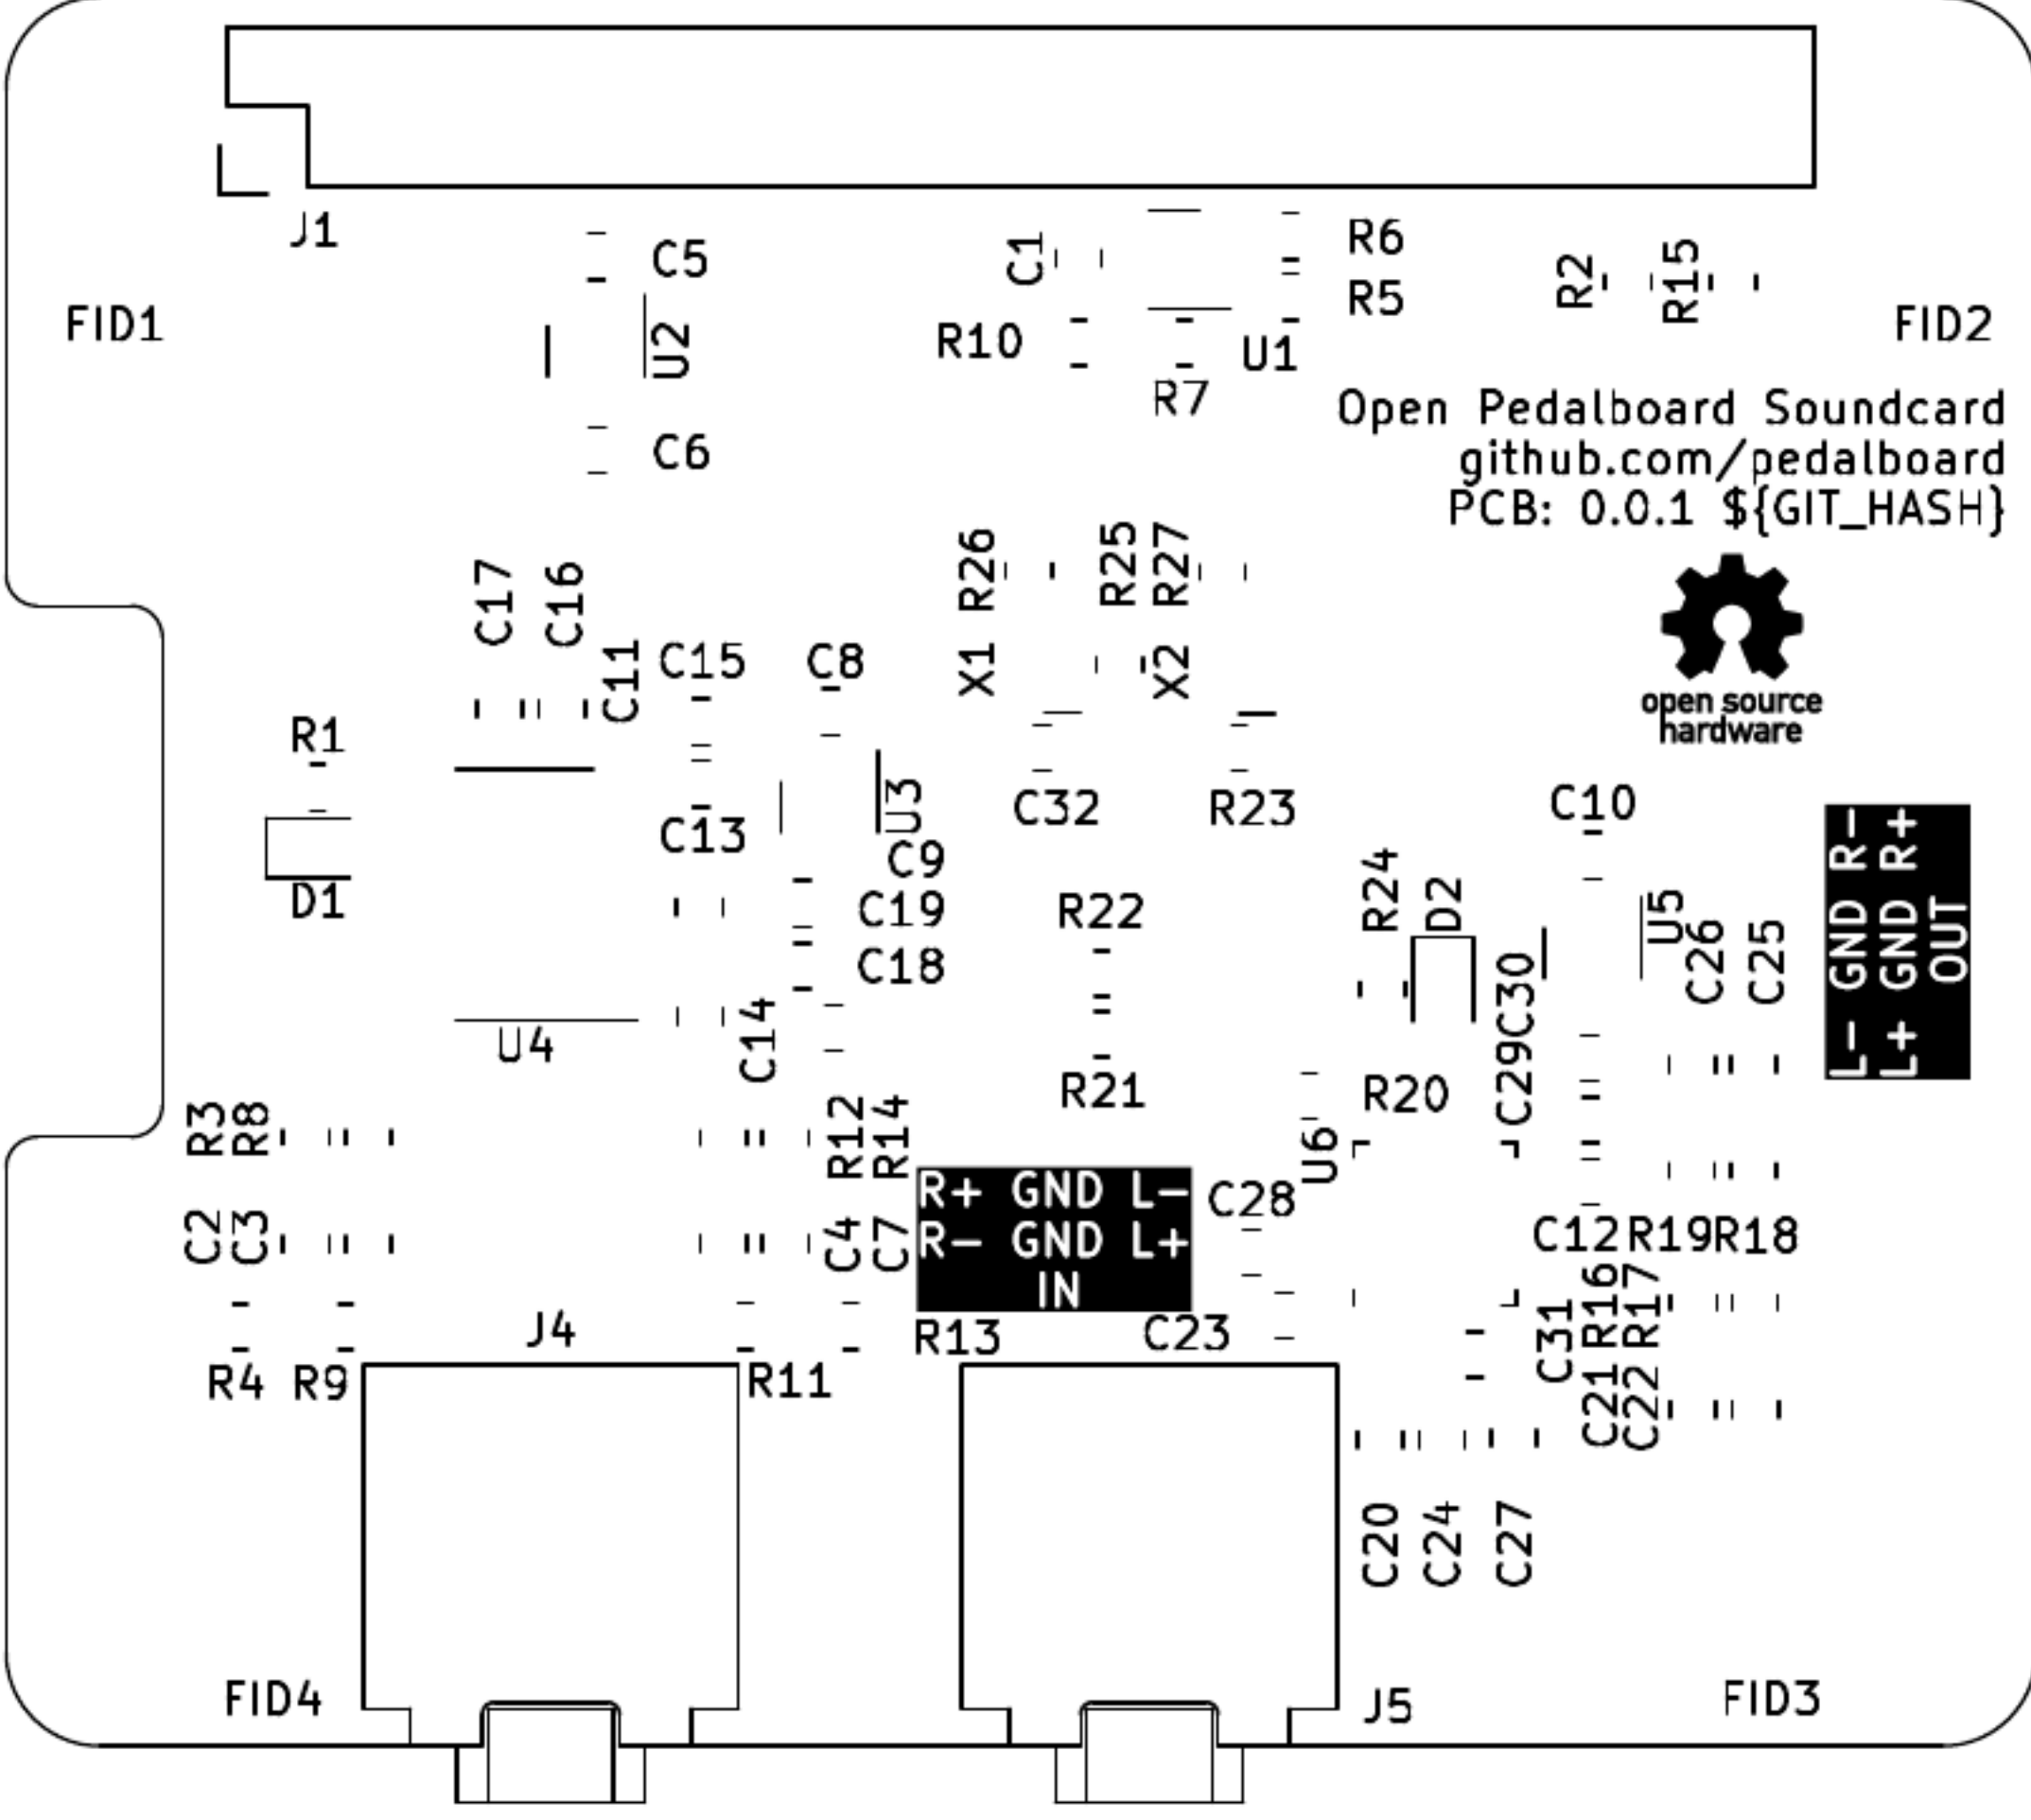 J1
C5
C1
R6
R5
R2
R15
FID1
U2
R10
U1
FID2
R7
Open Pedalboard Soundcard
github.com/pedalboard
PCB: 0.0.1 ${GIT_HASH}
C6
C17
C16
C11
C15
C8
R26
R25
R27
X1
X2
open source
hardware
R1
U3
C13
C32
R23
C10
D1
C9
C19
C18
R22
R24
D2
U5
C30
C26
C25
L- GND R-
L+ GND R+
OUT
U4
C14
R21
R20
C29
R3
R8
R12
R14
U6
R+ GND L-
R- GND L+
IN
C28
C2
C3
C4
C7
C12
R19
R18
J4
R13
C23
C31
R16
R17
R4
R9
R11
C21
C22
C20
C24
C27
FID4
J5
FID3